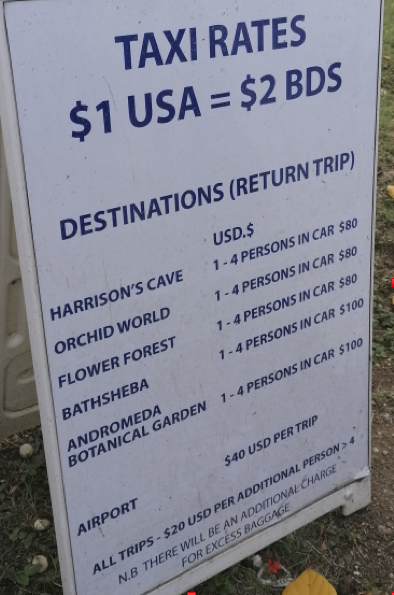 TAXI RATES
$1 USA = $2 BDS
DESTINATIONS (RETURN TRIP)
USD.$
HARRISON'S CAVE 1 - 4 PERSONS IN CAR $80
ORCHID WORLD 1 - 4 PERSONS IN CAR $80
FLOWER FOREST 1 - 4 PERSONS IN CAR $80
BATHSHEBA 1 - 4 PERSONS IN CAR $100
ANDROMEDA
BOTANICAL GARDEN 1 - 4 PERSONS IN CAR $100
AIRPORT $40 USD PER TRIP
ALL TRIPS - $20 USD PER ADDITIONAL PERSON > 4
N.B THERE WILL BE AN ADDITIONAL CHARGE
FOR EXCESS BAGGAGE